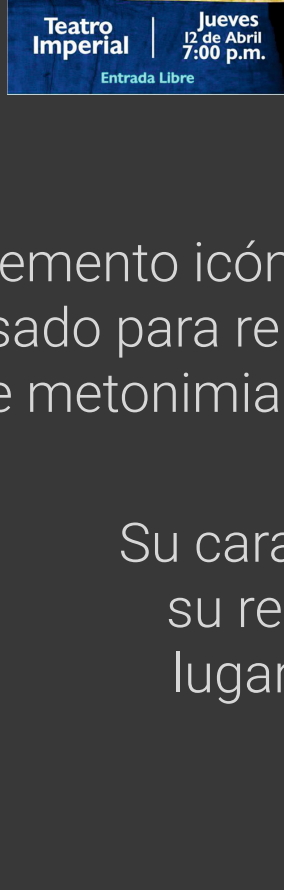 Teatro
Imperial
Jueves
12 de Abril
7:00 p.m.
Entrada Libre
emento icón
sado para re
e metonimia
Su cara
su re
lugar